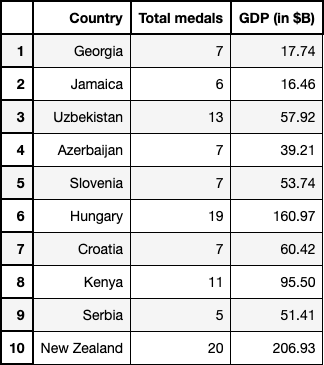 Country Total medals GDP (in $B)
1 Georgia 7 17.74
2 Jamaica 6 16.46
3 Uzbekistan 13 57.92
4 Azerbaijan 7 39.21
5 Slovenia 7 53.74
6 Hungary 19 160.97
7 Croatia 7 60.42
8 Kenya 11 95.50
9 Serbia 5 51.41
10 New Zealand 20 206.93